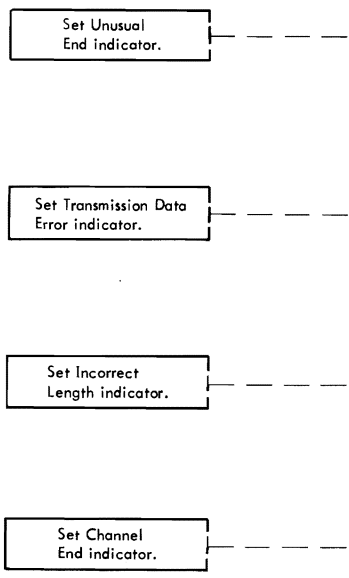 Set Unusual
End indicator.
Set Transmission Data
Error indicator.
Set Incorrect
Length indicator.
Set Channel
End indicator.